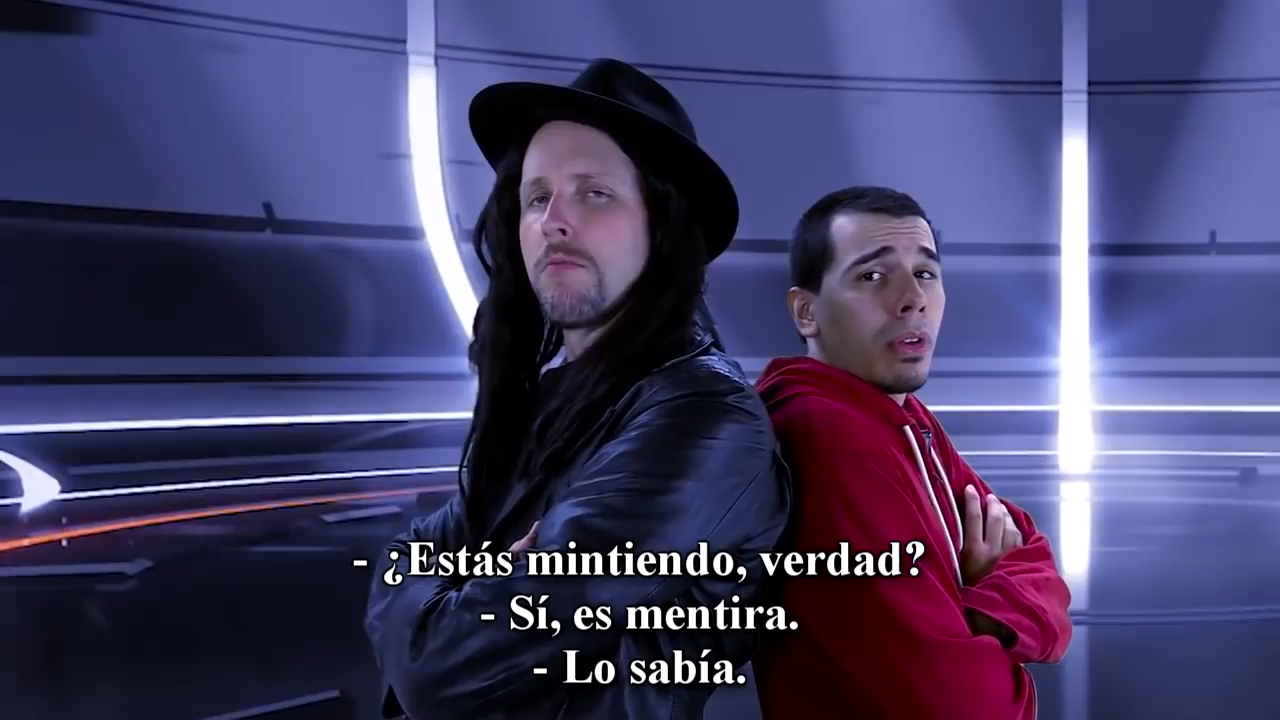 - ¿Estás mintiendo, verdad?
- Sí, es mentira.
- Lo sabía.